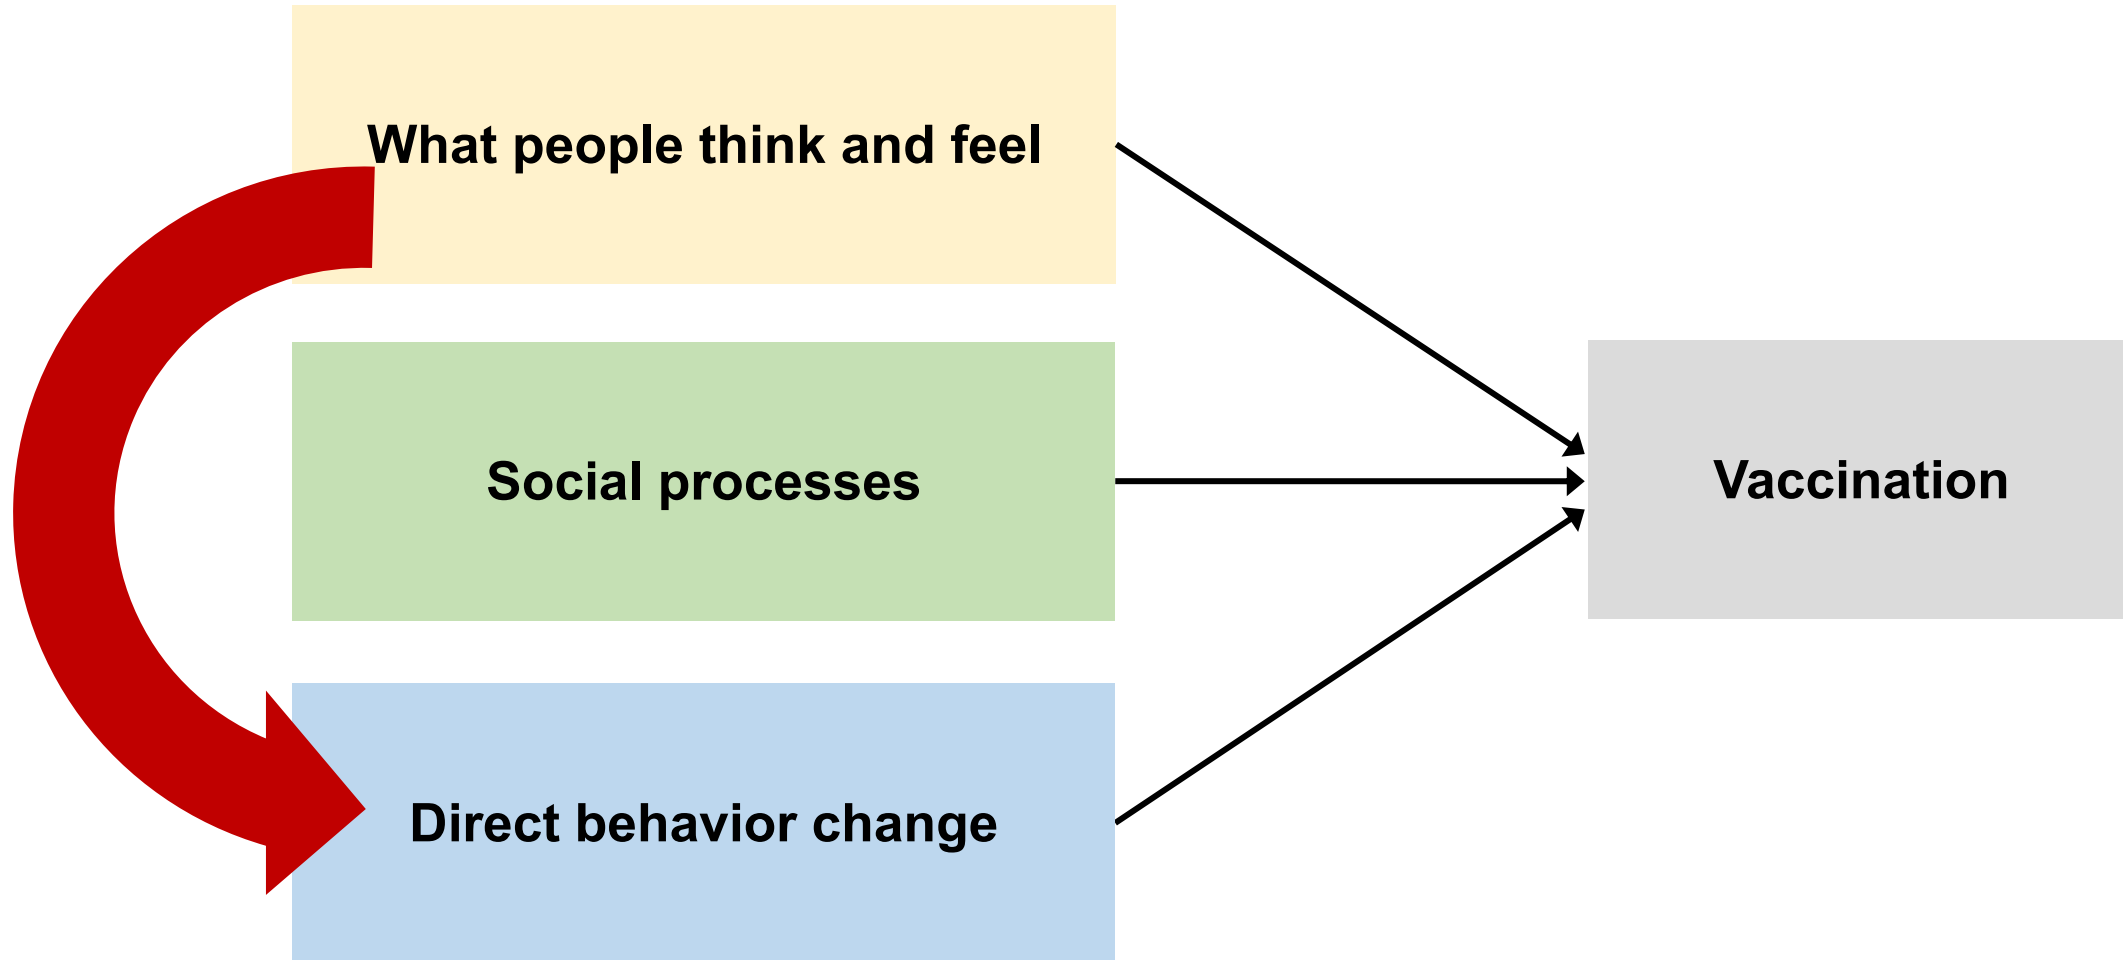 What people think and feel
Social processes
Vaccination
Direct behavior change